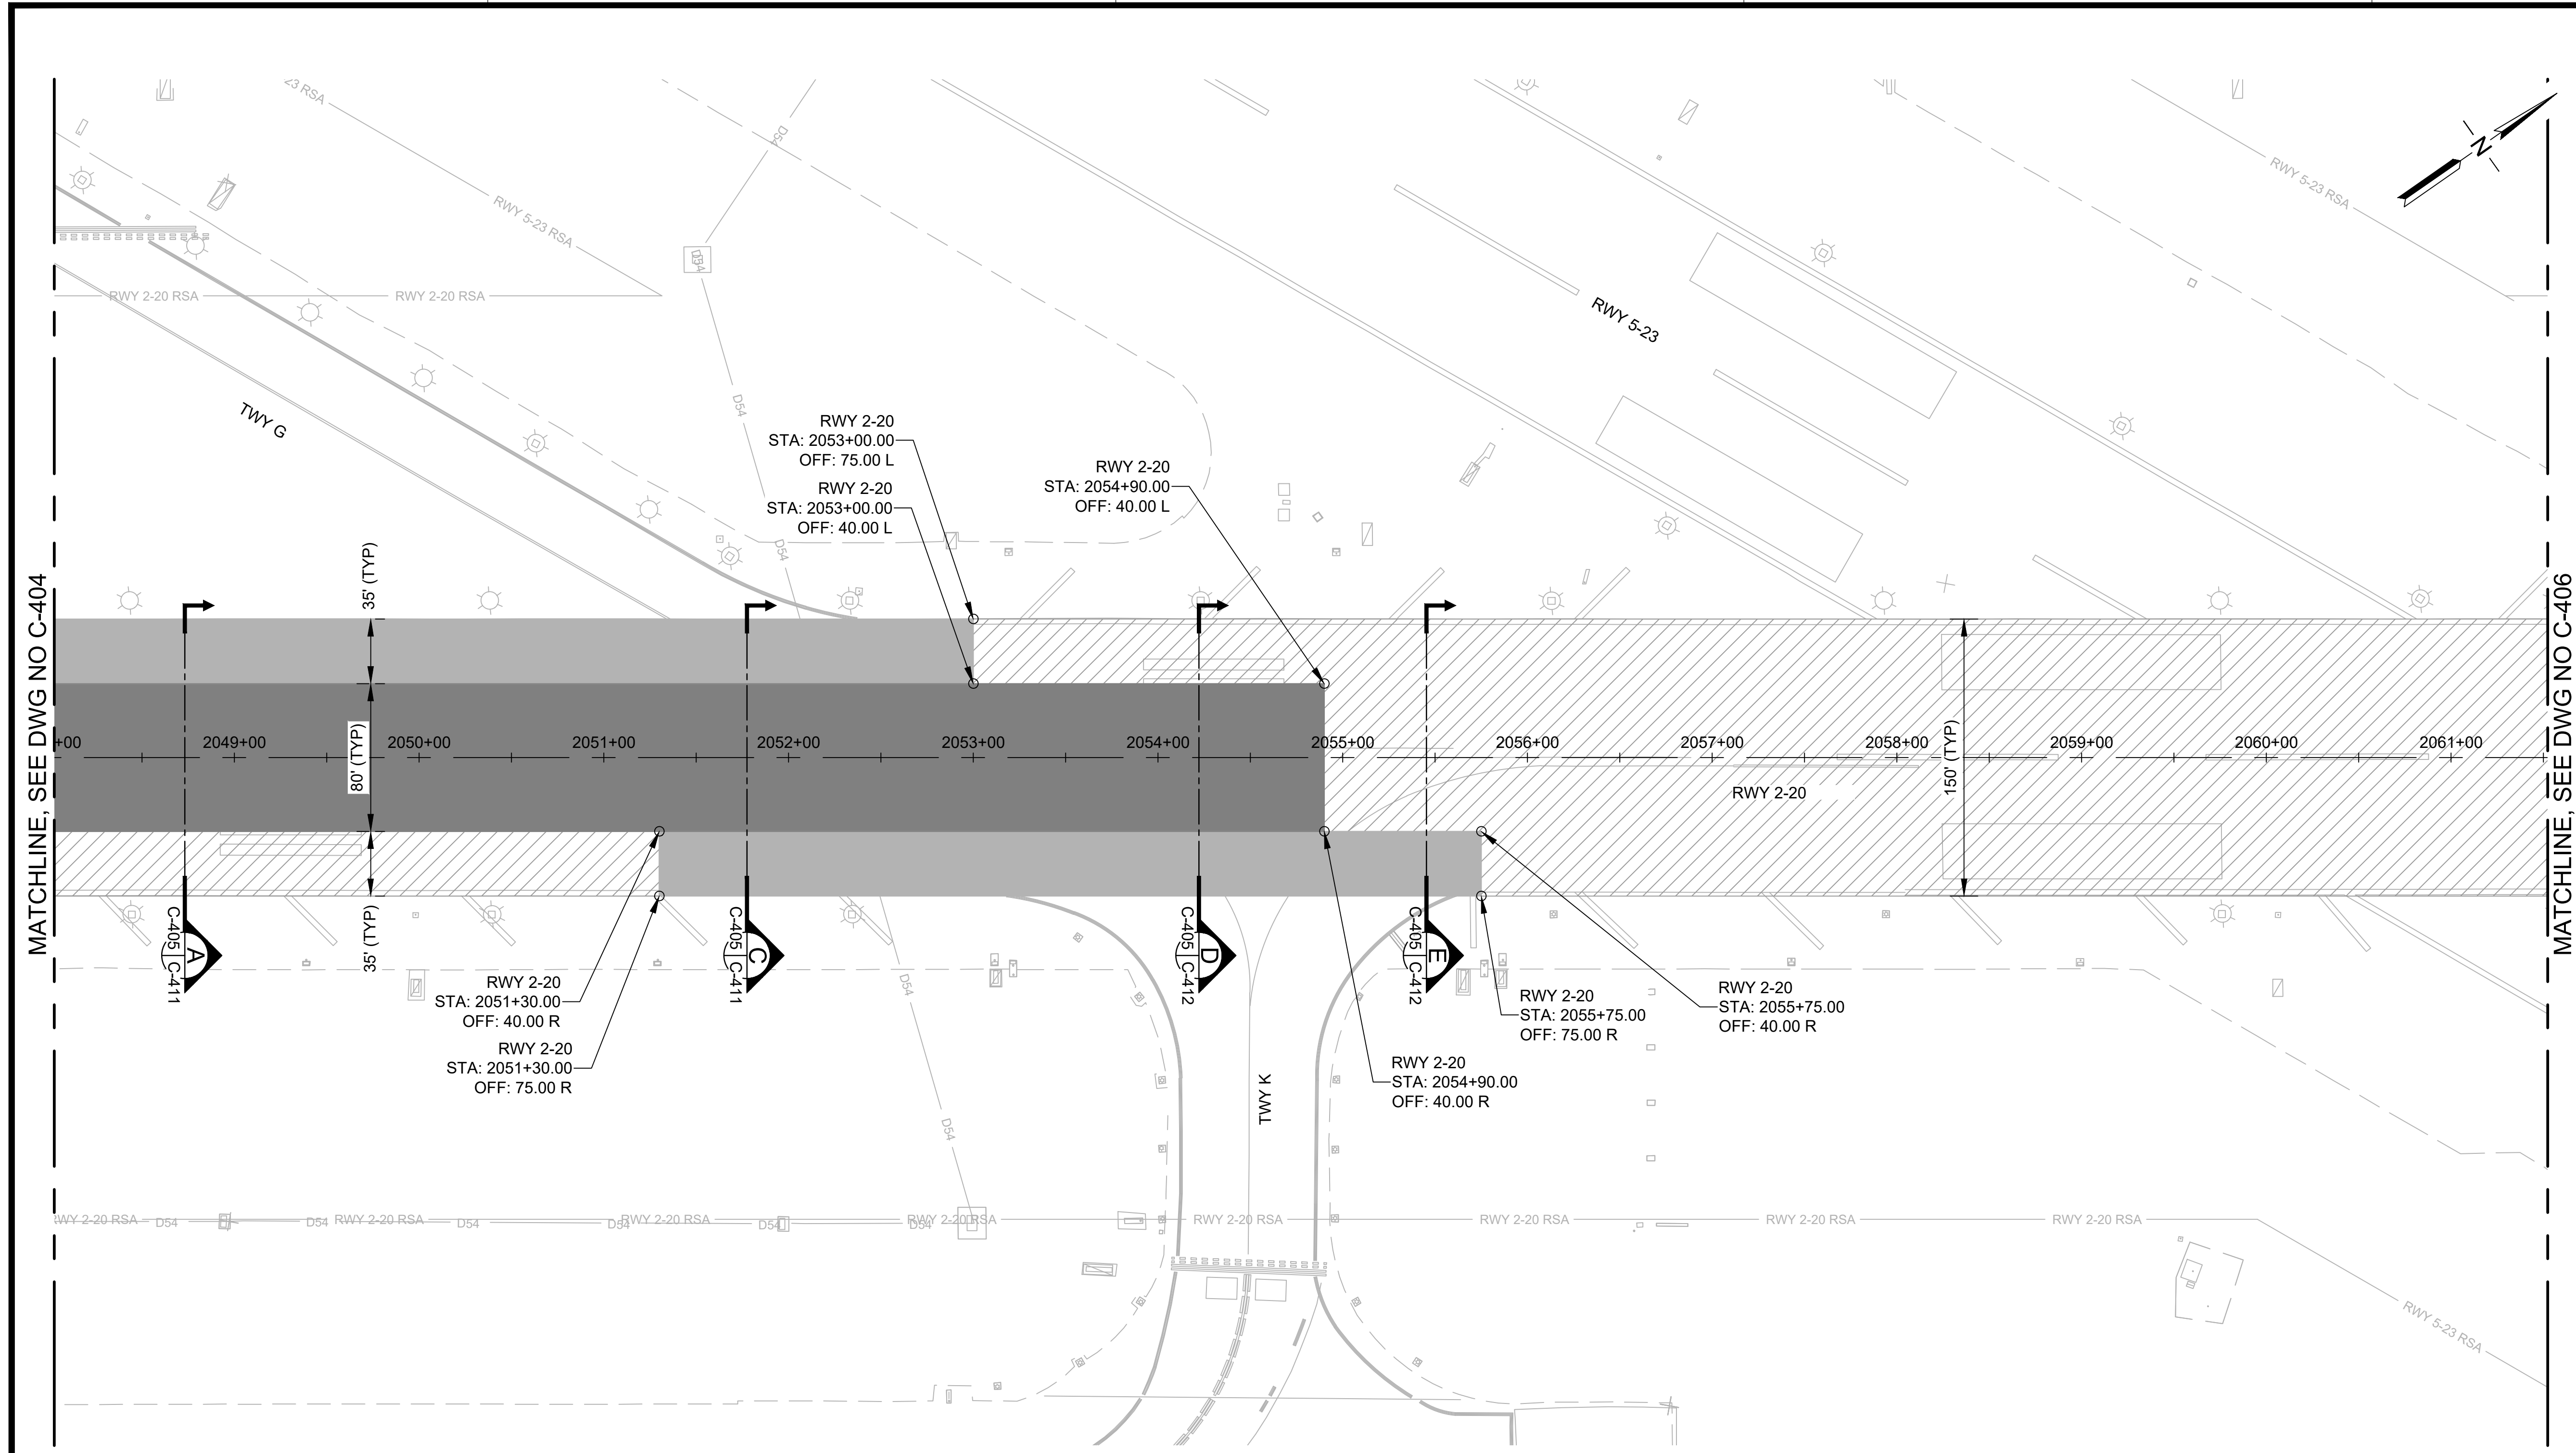 23 RSA
D54
RWY 5-23 RSA
RWY 5-23 RSA
N
D54
RWY 2-20 RSA
RWY 2-20 RSA
RWY 5-23
TWY G
D54
D54
RWY 2-20
STA: 2053+00.00
OFF: 75.00 L
RWY 2-20
STA: 2053+00.00
OFF: 40.00 L
RWY 2-20
STA: 2054+90.00
OFF: 40.00 L
MATCHLINE, SEE DWG NO C-404
MATCHLINE, SEE DWG NO C-406
35' (TYP)
80' (TYP)
35' (TYP)
150' (TYP)
+00
2049+00
2050+00
2051+00
2052+00
2053+00
2054+00
2055+00
2056+00
2057+00
2058+00
2059+00
2060+00
2061+00
RWY 2-20
A
C-405
C-411
C
C-405
C-411
D
C-405
C-412
E
C-405
C-412
RWY 2-20
STA: 2051+30.00
OFF: 40.00 R
RWY 2-20
STA: 2051+30.00
OFF: 75.00 R
RWY 2-20
STA: 2055+75.00
OFF: 75.00 R
RWY 2-20
STA: 2055+75.00
OFF: 40.00 R
RWY 2-20
STA: 2054+90.00
OFF: 40.00 R
D54
D54
TWY K
RWY 2-20 RSA
D54
D54
RWY 2-20 RSA
D54
D54
RWY 2-20 RSA
D54
RWY 2-20 RSA
D54
RWY 2-20 RSA
RWY 2-20 RSA
RWY 2-20 RSA
RWY 2-20 RSA
RWY 5-23 RSA